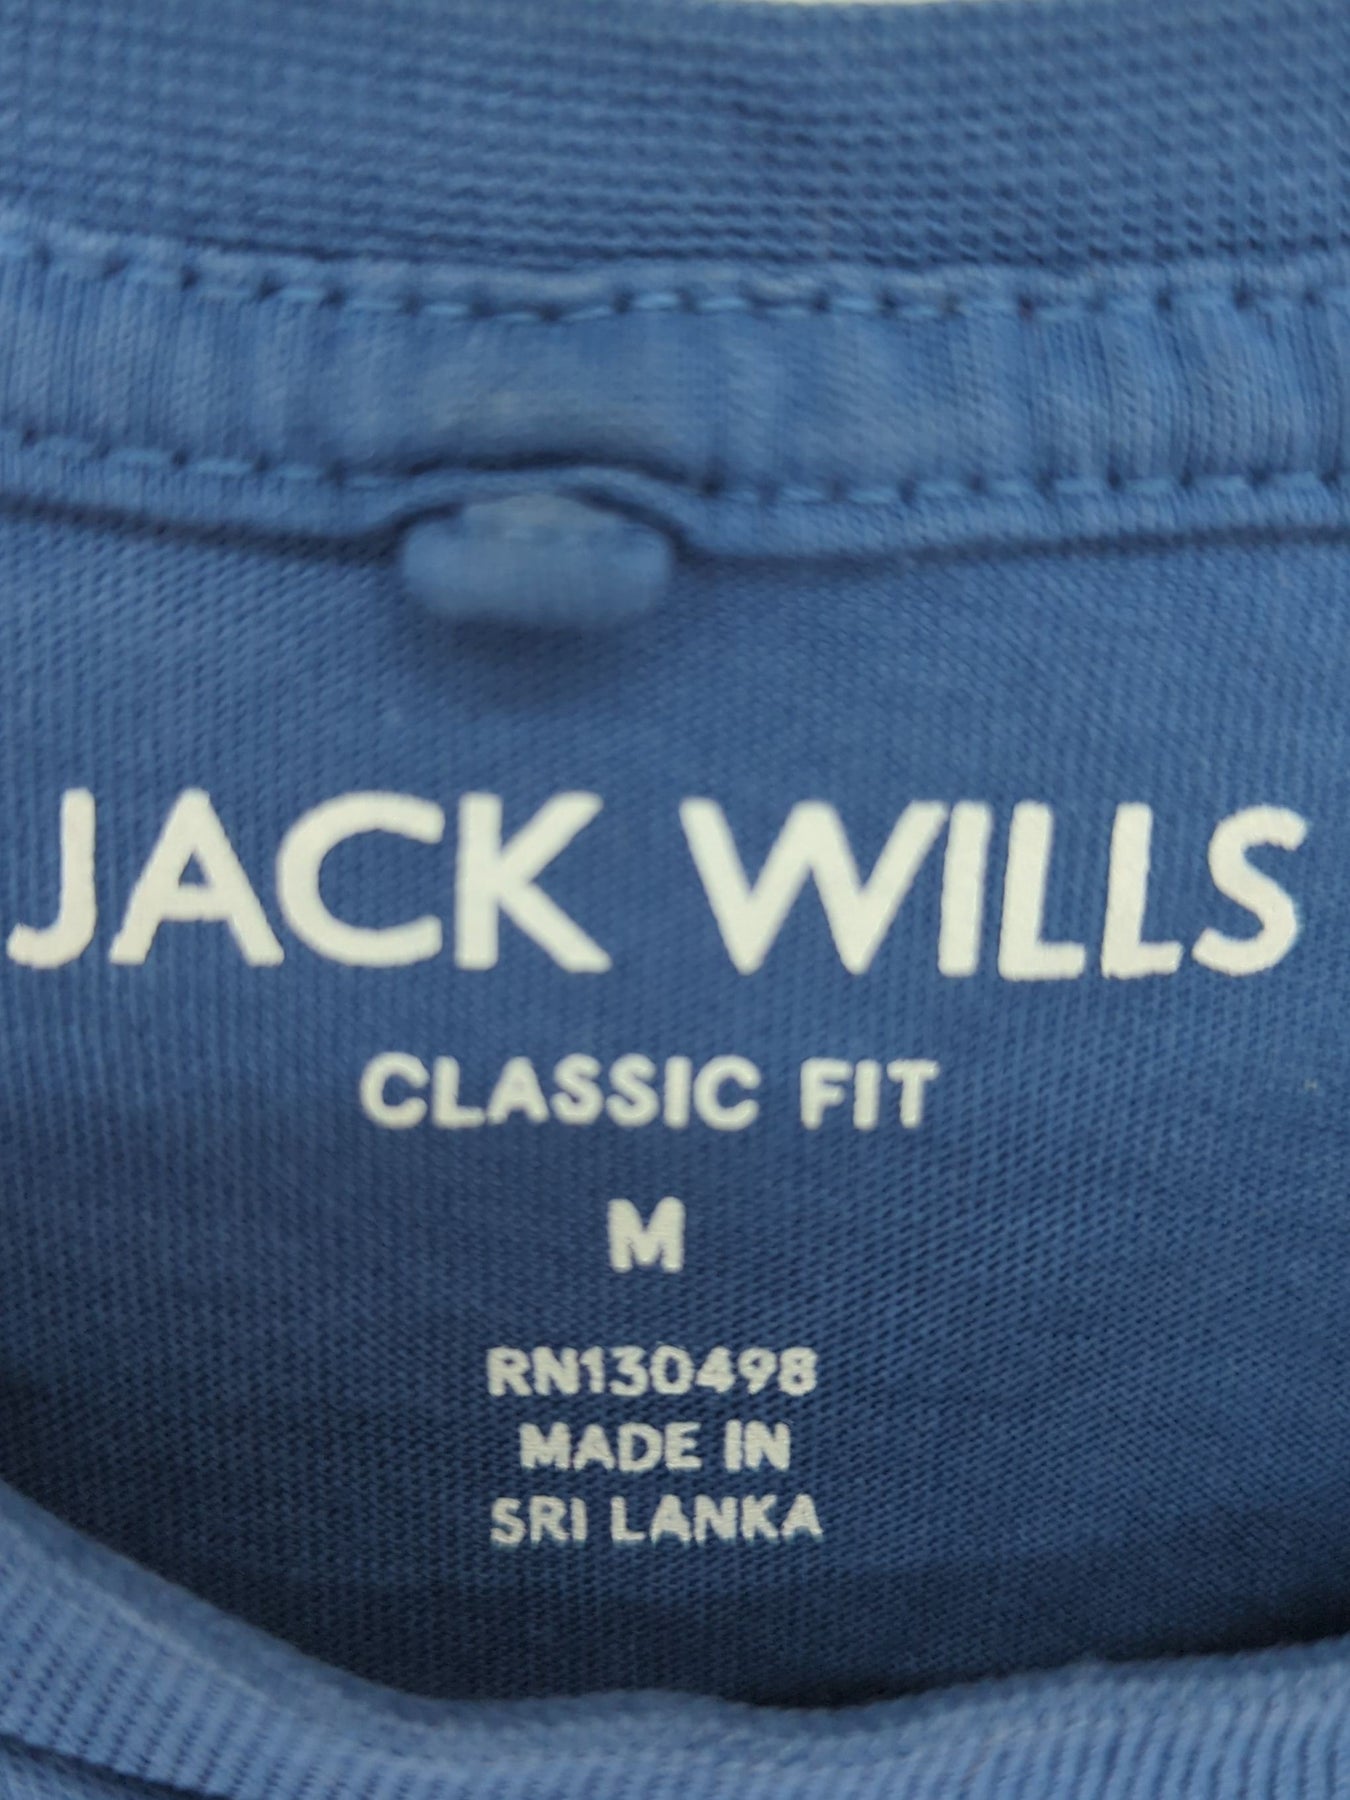 JACK WILLS
CLASSIC FIT
M
RN130498
MADE IN
SRI LANKA